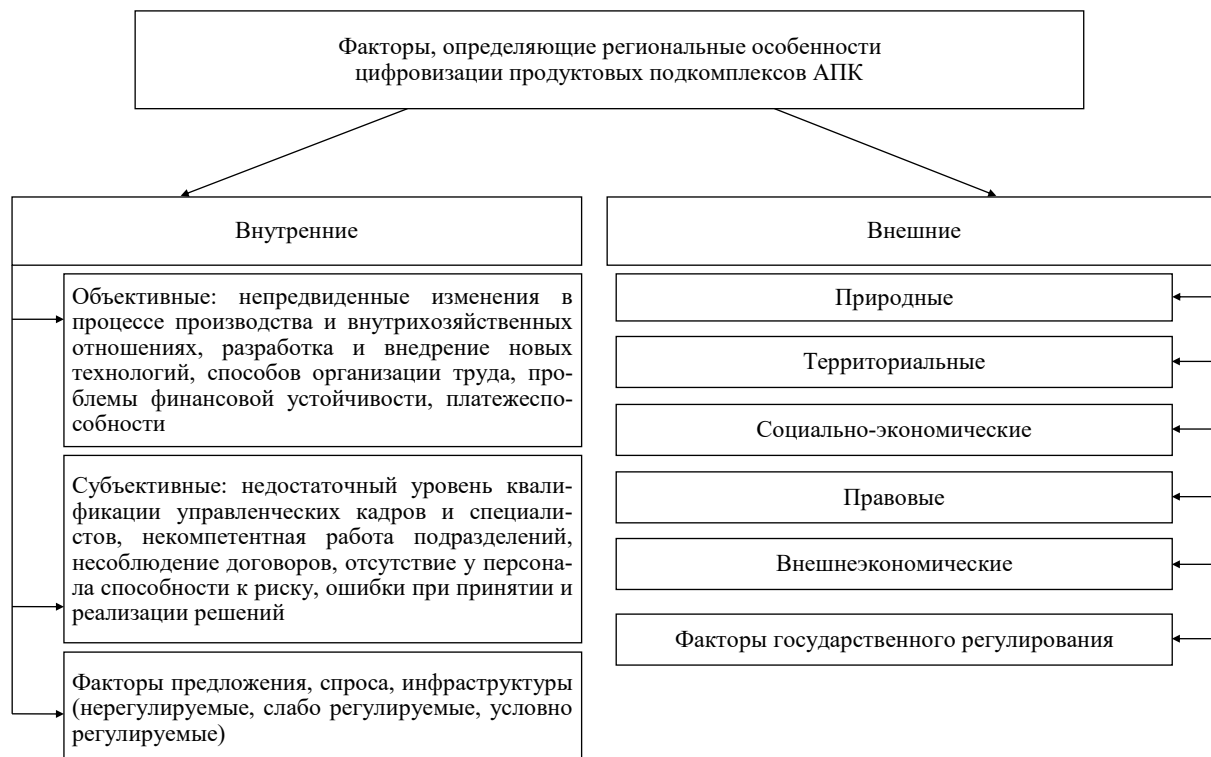 Факторы, определяющие региональные особенности
цифровизации продуктовых подкомплексов АПК
Внутренние
Объективные: непредвиденные изменения в
процессе производства и внутрихозяйственных
отношениях, разработка и внедрение новых
технологий, способов организации труда, про-
блемы финансовой устойчивости, платежеспо-
собности
Субъективные: недостаточный уровень квали-
фикации управленческих кадров и специали-
стов, некомпетентная работа подразделений,
несоблюдение договоров, отсутствие у персона-
ла способности к риску, ошибки при принятии и
реализации решений
Факторы предложения, спроса, инфраструктуры
(нерегулируемые, слабо регулируемые, условно
регулируемые)
Внешние
Природные
Территориальные
Социально-экономические
Правовые
Внешнеэкономические
Факторы государственного регулирования